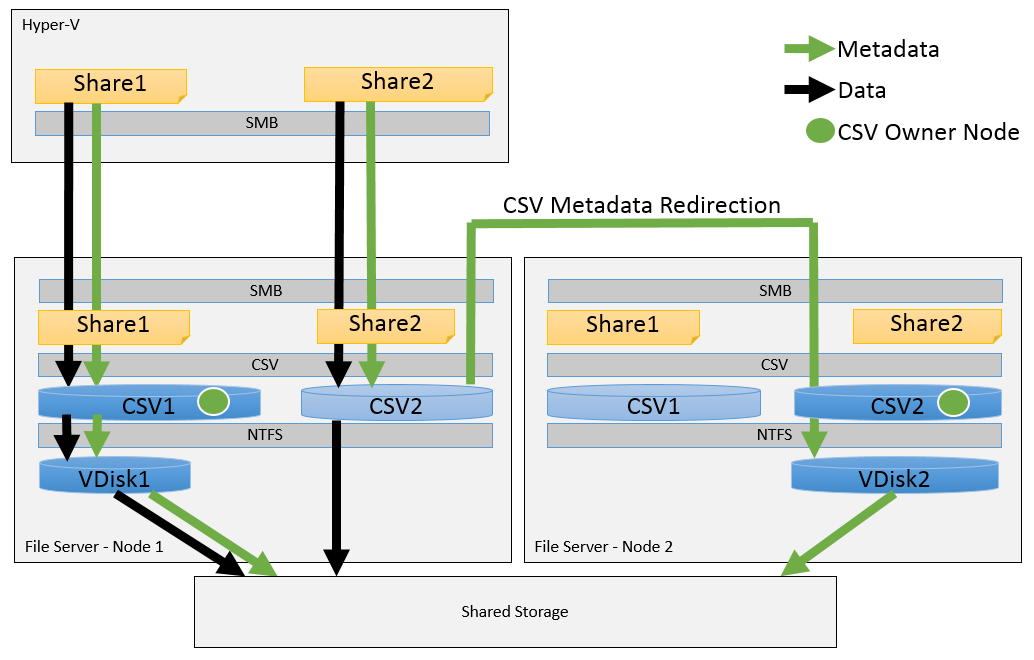 Hyper-V
Share1
Share2
SMB
Metadata
Data
CSV Owner Node
CSV Metadata Redirection
SMB
Share1
Share2
CSV
CSV1
CSV2
NTFS
VDisk1
File Server - Node 1
SMB
Share1
Share2
CSV
CSV1
CSV2
NTFS
VDisk2
File Server - Node 2
Shared Storage